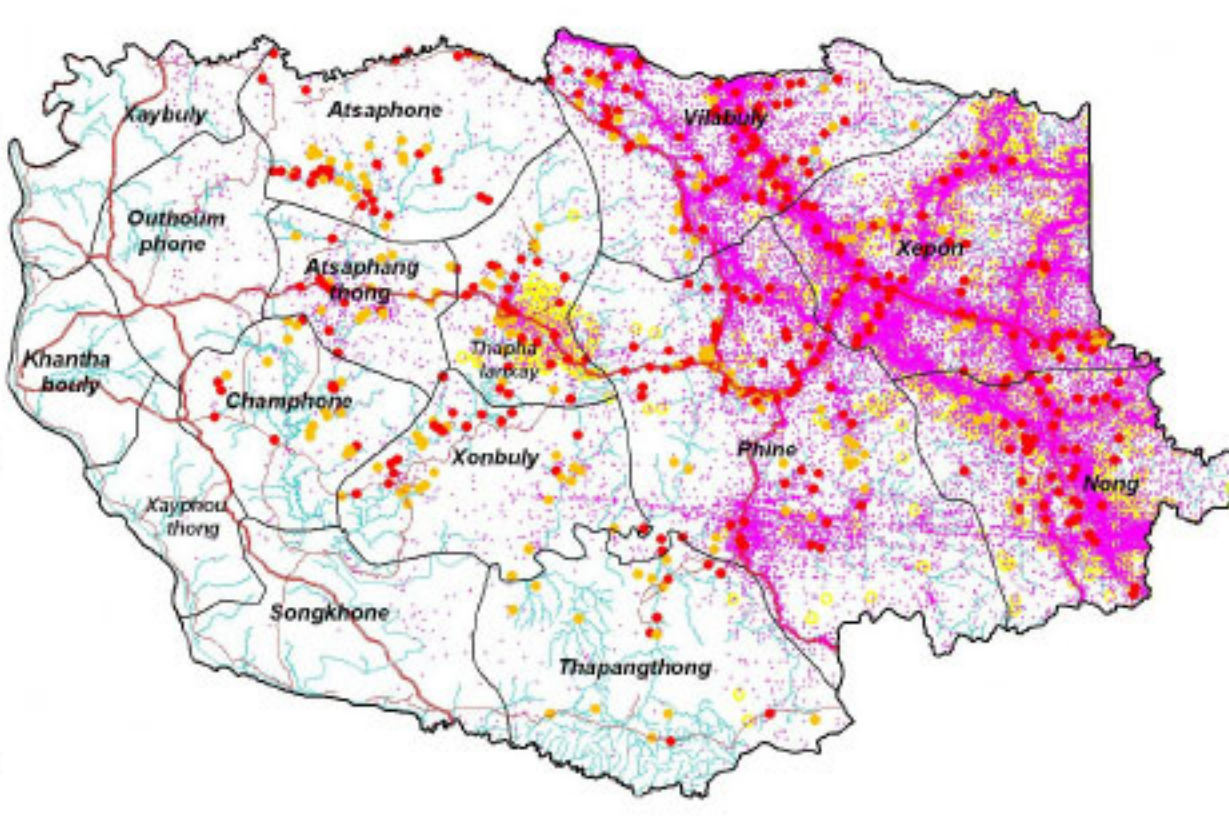 Xaybuly
Atsaphone
Vilabuly
Outhoum
phone
Xepon
Atsaphang
thong
Khantha
bouly
Thapha
lanxay
Champhone
Xonbuly
Phine
Nong
Xayphou
thong
Songkhone
Thapangthong